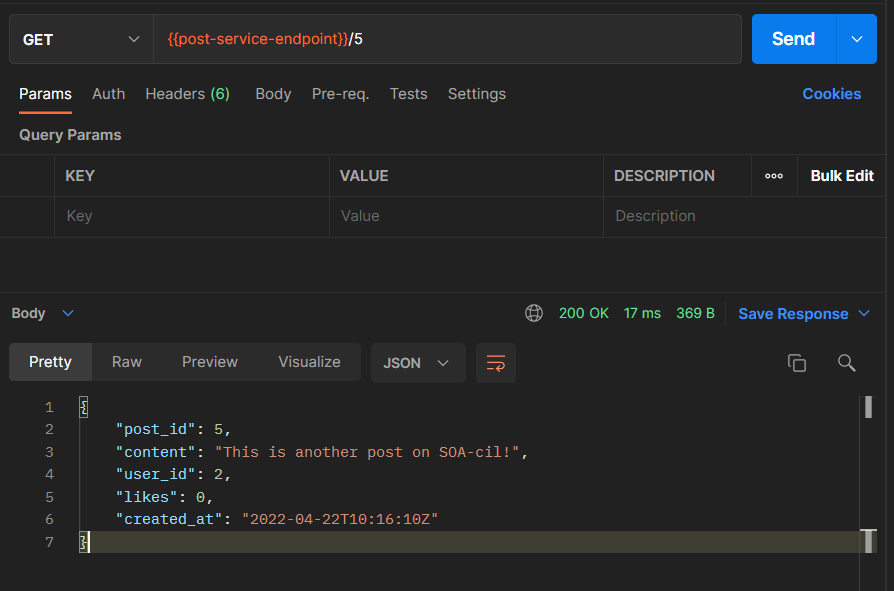 GET {{post-service-endpoint}}/5 Send
Params Auth Headers (6) Body Pre-req. Tests Settings Cookies
Query Params
KEY VALUE DESCRIPTION ooo Bulk Edit
Key Value Description
Body 200 OK 17 ms 369 B Save Response
Pretty Raw Preview Visualize JSON
1 {
2 "post_id": 5,
3 "content": "This is another post on SOA-cil!",
4 "user_id": 2,
5 "likes": 0,
6 "created_at": "2022-04-22T10:16:10Z"
7 }